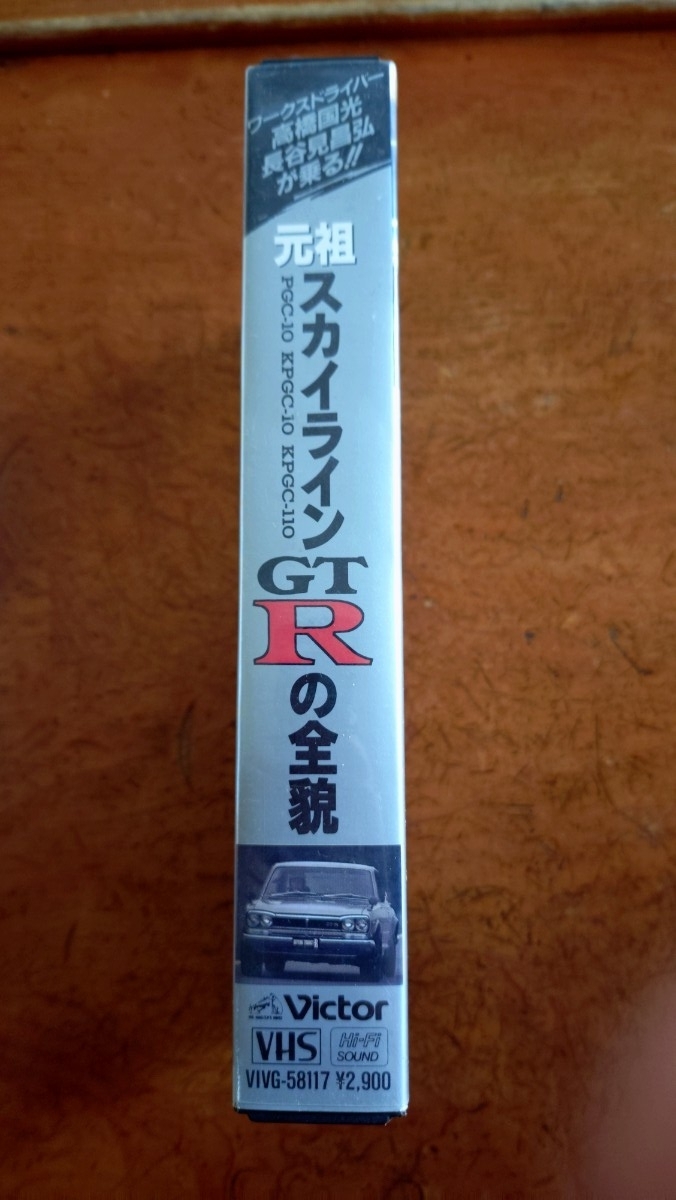 ワークスドライバー
高橋国光
長谷見昌弘
が乗る!!
元祖
スカイライン
PGC-10 KPGC-10 KPGC-110
GT
R
の全貌
Victor
VHS
Hi-Fi
SOUND
VIVG-58117 ¥2,900